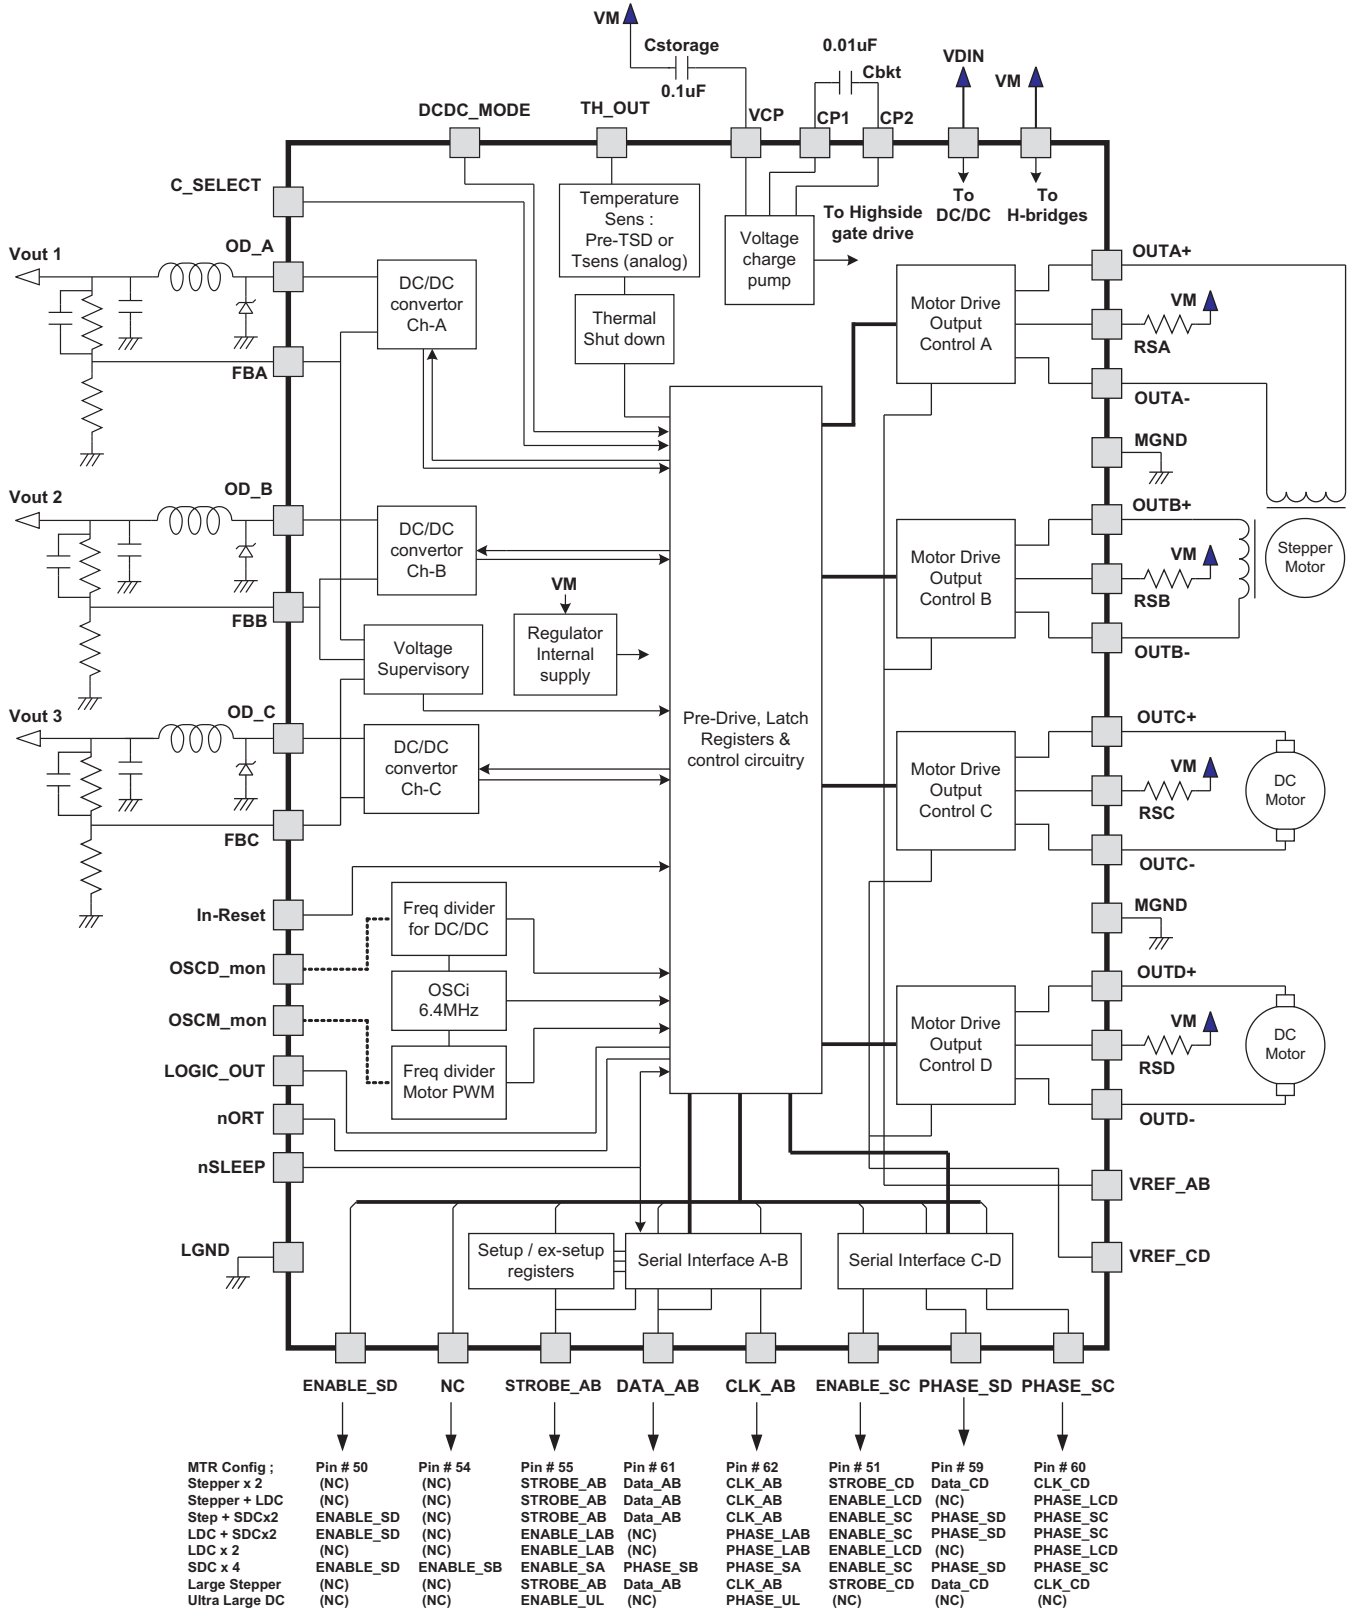 VM
Cstorage
0.1uF
0.01uF
Cbkt
VDIN
VM
DCDC_MODE
TH_OUT
VCP
CP1
CP2
C_SELECT
Temperature
Sens :
Pre-TSD or
Tsens (analog)
Voltage
charge
pump
To Highside
gate drive
To
DC/DC
To
H-bridges
Vout 1
OD_A
DC/DC
convertor
Ch-A
FBA
Thermal
Shut down
Motor Drive
Output
Control A
OUTA+
VM
RSA
OUTA-
MGND
Vout 2
OD_B
DC/DC
convertor
Ch-B
FBB
VM
Regulator
Internal
supply
Voltage
Supervisory
Motor Drive
Output
Control B
OUTB+
VM
RSB
OUTB-
Stepper
Motor
Vout 3
OD_C
DC/DC
convertor
Ch-C
FBC
Pre-Drive, Latch
Registers &
control circuitry
Motor Drive
Output
Control C
OUTC+
VM
RSC
OUTC-
DC
Motor
MGND
In-Reset
OSCD_mon
OSCM_mon
LOGIC_OUT
nORT
nSLEEP
LGND
Freq divider
for DC/DC
OSCi
6.4MHz
Freq divider
Motor PWM
Motor Drive
Output
Control D
OUTD+
VM
RSD
OUTD-
DC
Motor
VREF_AB
VREF_CD
Setup / ex-setup
registers
Serial Interface A-B
Serial Interface C-D
ENABLE_SD NC STROBE_AB DATA_AB CLK_AB ENABLE_SC PHASE_SD PHASE_SC
MTR Config ; Pin # 50 Pin # 54 Pin # 55 Pin # 61 Pin # 62 Pin # 51 Pin # 59 Pin # 60
Stepper x 2 (NC) (NC) STROBE_AB Data_AB CLK_AB STROBE_CD Data_CD CLK_CD
Stepper + LDC (NC) (NC) STROBE_AB Data_AB CLK_AB ENABLE_LCD (NC) PHASE_LCD
Step + SDCx2 ENABLE_SD (NC) STROBE_AB Data_AB CLK_AB ENABLE_SC PHASE_SD PHASE_SC
LDC + SDCx2 ENABLE_SD (NC) ENABLE_LAB (NC) PHASE_LAB ENABLE_SC PHASE_SD PHASE_SC
LDC x 2 (NC) (NC) ENABLE_LAB (NC) PHASE_LAB ENABLE_LCD (NC) PHASE_LCD
SDC x 4 ENABLE_SD ENABLE_SB ENABLE_SA PHASE_SB PHASE_SA ENABLE_SC PHASE_SD PHASE_SC
Large Stepper (NC) (NC) STROBE_AB Data_AB CLK_AB STROBE_CD Data_CD CLK_CD
Ultra Large DC (NC) (NC) ENABLE_UL (NC) PHASE_UL (NC) (NC) (NC)